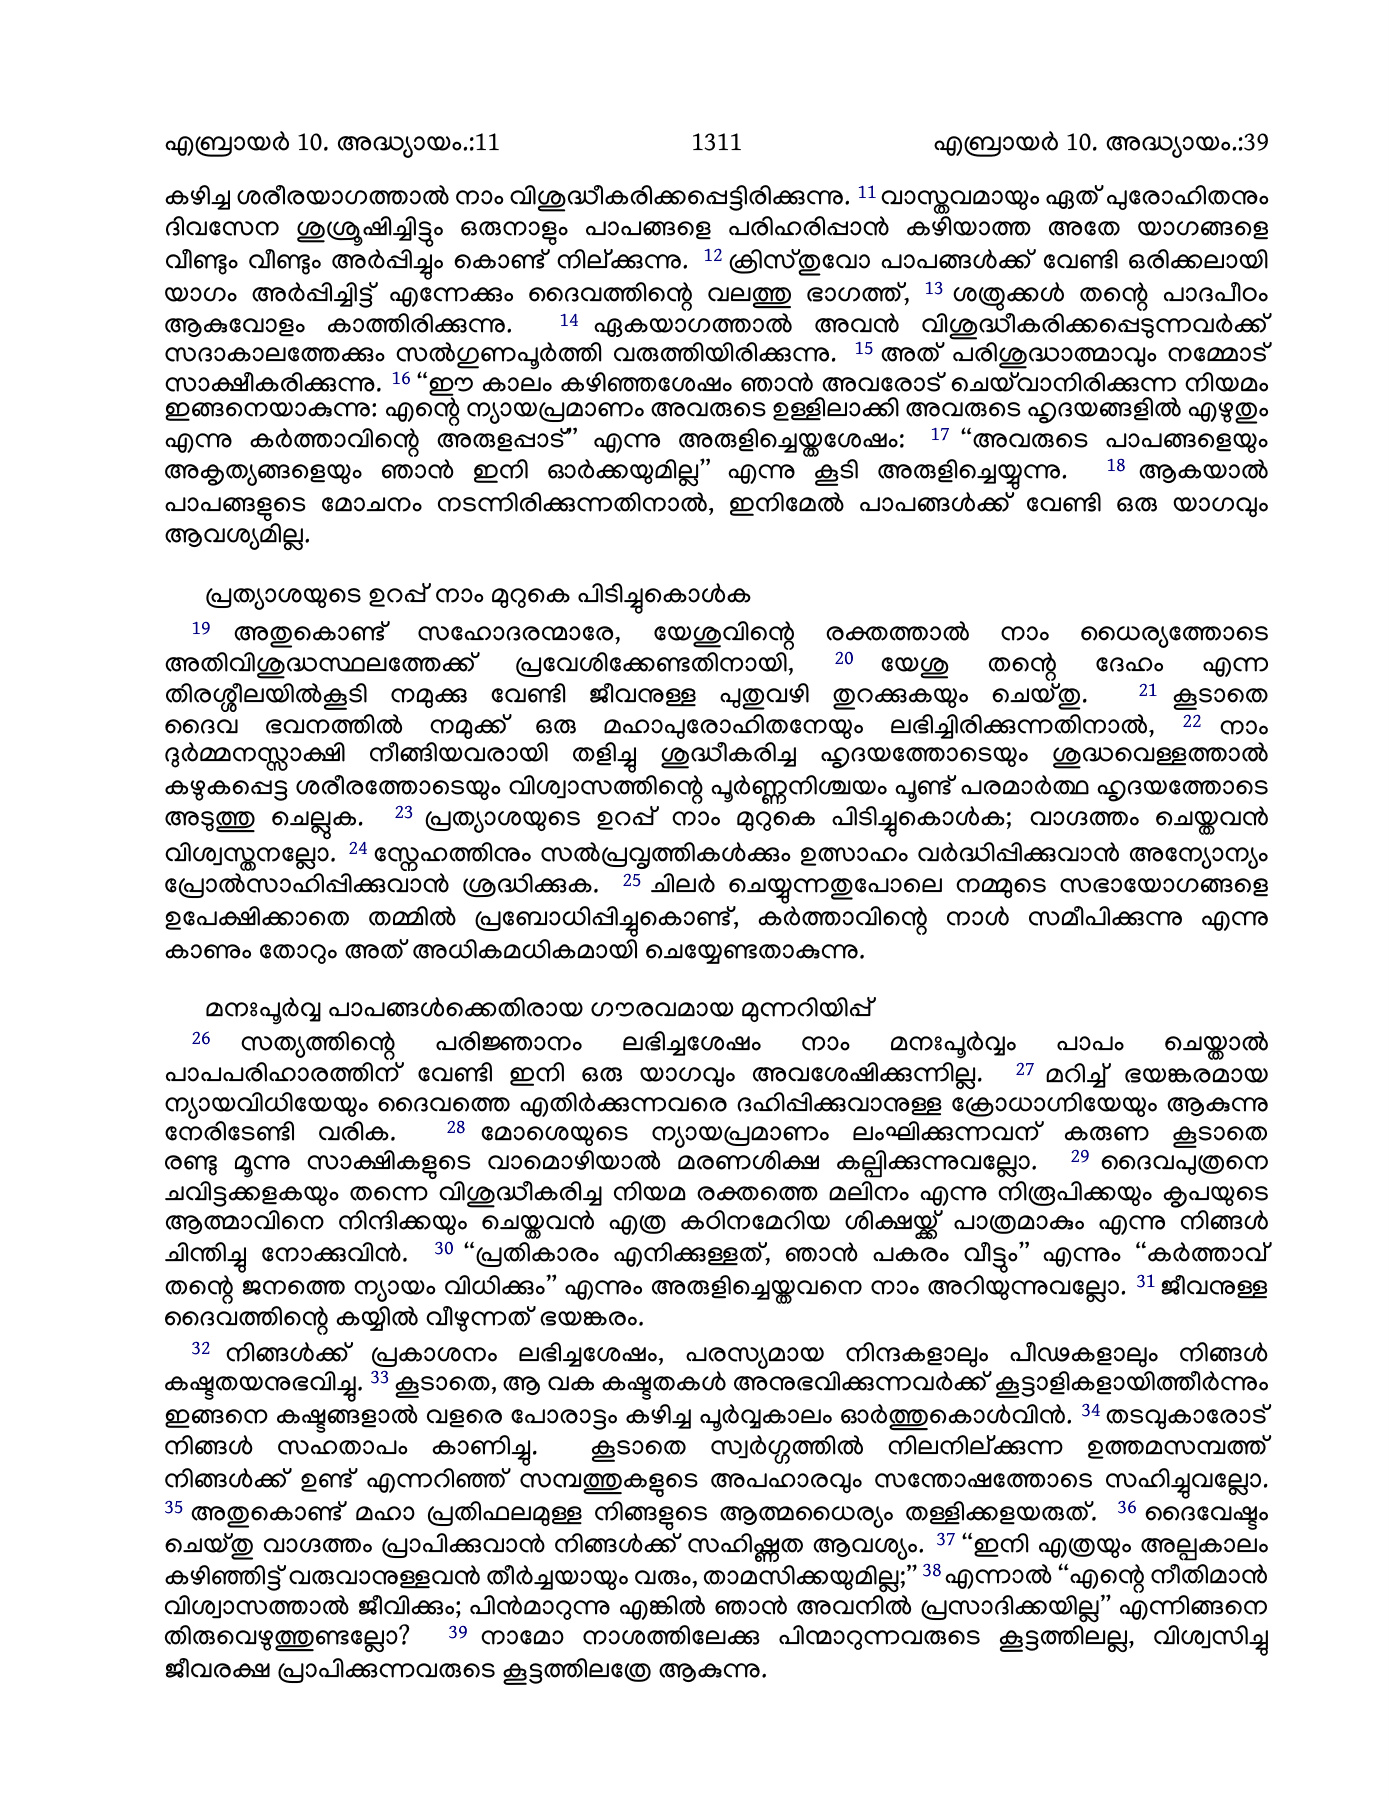 എബ്രായർ 10. അദ്ധ്യായം.:11 1311 എബ്രായർ 10. അദ്ധ്യായം.:39
കഴിച്ച ശരീരയാഗത്താൽ നാം വിശുദ്ധീകരിക്കപ്പെട്ടിരിക്കുന്നു. 11 വാസ്തവമായും ഏത് പുരോഹിതനും
ദിവസേന ശുശ്രൂഷിച്ചിട്ടും ഒരുനാളും പാപങ്ങളെ പരിഹരിപ്പാൻ കഴിയാത്ത അതേ യാഗങ്ങളെ
വീണ്ടും വീണ്ടും അർപ്പിച്ചും കൊണ്ട് നില്ക്കുന്നു. 12 ക്രിസ്തുവോ പാപങ്ങൾക്ക് വേണ്ടി ഒരിക്കലായി
യാഗം അർപ്പിച്ചിട്ട് എന്നേക്കും ദൈവത്തിന്റെ വലത്തു ഭാഗത്ത്, 13 ശത്രുക്കൾ തന്റെ പാദപീഠം
ആകുവോളം കാത്തിരിക്കുന്നു. 14 ഏകയാഗത്താൽ അവൻ വിശുദ്ധീകരിക്കപ്പെടുന്നവർക്ക്
സദാകാലത്തേക്കും സൽഗുണപൂർത്തി വരുത്തിയിരിക്കുന്നു. 15 അത് പരിശുദ്ധാത്മാവും നമ്മോട്
സാക്ഷീകരിക്കുന്നു. 16 “ഈ കാലം കഴിഞ്ഞശേഷം ഞാൻ അവരോട് ചെയ്‌വാനിരിക്കുന്ന നിയമം
ഇങ്ങനെയാകുന്നു: എന്റെ ന്യായപ്രമാണം അവരുടെ ഉള്ളിലാക്കി അവരുടെ ഹൃദയങ്ങളിൽ എഴുതും
എന്നു കർത്താവിന്റെ അരുളപ്പാട്” എന്നു അരുളിച്ചെയ്തശേഷം: 17 “അവരുടെ പാപങ്ങളെയും
അകൃത്യങ്ങളെയും ഞാൻ ഇനി ഓർക്കയുമില്ല” എന്നു കൂടി അരുളിച്ചെയ്യുന്നു. 18 ആകയാൽ
പാപങ്ങളുടെ മോചനം നടന്നിരിക്കുന്നതിനാൽ, ഇനിമേൽ പാപങ്ങൾക്ക് വേണ്ടി ഒരു യാഗവും
ആവശ്യമില്ല.
പ്രത്യാശയുടെ ഉറപ്പ് നാം മുറുകെ പിടിച്ചുകൊൾക
19 അതുകൊണ്ട് സഹോദരന്മാരേ, യേശുവിന്റെ രക്തത്താൽ നാം ധൈര്യത്തോടെ
അതിവിശുദ്ധസ്ഥലത്തേക്ക് പ്രവേശിക്കേണ്ടതിനായി, 20 യേശു തന്റെ ദേഹം എന്ന
തിരശ്ശീലയിൽകൂടി നമുക്കു വേണ്ടി ജീവനുള്ള പുതുവഴി തുറക്കുകയും ചെയ്തു. 21 കൂടാതെ
ദൈവ ഭവനത്തിൽ നമുക്ക് ഒരു മഹാപുരോഹിതനേയും ലഭിച്ചിരിക്കുന്നതിനാൽ, 22 നാം
ദുർമ്മനസ്സാക്ഷി നീങ്ങിയവരായി തളിച്ചു ശുദ്ധീകരിച്ച ഹൃദയത്തോടെയും ശുദ്ധവെള്ളത്താൽ
കഴുകപ്പെട്ട ശരീരത്തോടെയും വിശ്വാസത്തിന്റെ പൂർണ്ണനിശ്ചയം പൂണ്ട് പരമാർത്ഥ ഹൃദയത്തോടെ
അടുത്തു ചെല്ലുക. 23 പ്രത്യാശയുടെ ഉറപ്പ് നാം മുറുകെ പിടിച്ചുകൊൾക; വാഗ്ദത്തം ചെയ്തവൻ
വിശ്വസ്തനല്ലോ. 24 സ്നേഹത്തിനും സൽപ്രവൃത്തികൾക്കും ഉത്സാഹം വർദ്ധിപ്പിക്കുവാൻ അന്യോന്യം
പ്രോൽസാഹിപ്പിക്കുവാൻ ശ്രദ്ധിക്കുക. 25 ചിലർ ചെയ്യുന്നതുപോലെ നമ്മുടെ സഭായോഗങ്ങളെ
ഉപേക്ഷിക്കാതെ തമ്മിൽ പ്രബോധിപ്പിച്ചുകൊണ്ട്, കർത്താവിന്റെ നാൾ സമീപിക്കുന്നു എന്നു
കാണും തോറും അത് അധികമധികമായി ചെയ്യേണ്ടതാകുന്നു.
മനഃപൂർവ്വ പാപങ്ങൾക്കെതിരായ ഗൗരവമായ മുന്നറിയിപ്പ്
26 സത്യത്തിന്റെ പരിജ്ഞാനം ലഭിച്ചശേഷം നാം മനഃപൂർവ്വം പാപം ചെയ്താൽ
പാപപരിഹാരത്തിന് വേണ്ടി ഇനി ഒരു യാഗവും അവശേഷിക്കുന്നില്ല. 27 മറിച്ച് ഭയങ്കരമായ
ന്യായവിധിയേയും ദൈവത്തെ എതിർക്കുന്നവരെ ദഹിപ്പിക്കുവാനുള്ള ക്രോധാഗ്നിയേയും ആകുന്നു
നേരിടേണ്ടി വരിക. 28 മോശെയുടെ ന്യായപ്രമാണം ലംഘിക്കുന്നവന് കരുണ കൂടാതെ
രണ്ടു മൂന്നു സാക്ഷികളുടെ വാമൊഴിയാൽ മരണശിക്ഷ കല്പിക്കുന്നുവല്ലോ. 29 ദൈവപുത്രനെ
ചവിട്ടക്കളകയും തന്നെ വിശുദ്ധീകരിച്ച നിയമ രക്തത്തെ മലിനം എന്നു നിരൂപിക്കയും കൃപയുടെ
ആത്മാവിനെ നിന്ദിക്കയും ചെയ്തവൻ എത്ര കഠിനമേറിയ ശിക്ഷയ്ക്ക് പാത്രമാകും എന്നു നിങ്ങൾ
ചിന്തിച്ചു നോക്കുവിൻ. 30 “പ്രതികാരം എനിക്കുള്ളത്, ഞാൻ പകരം വീട്ടും” എന്നും “കർത്താവ്
തന്റെ ജനത്തെ ന്യായം വിധിക്കും” എന്നും അരുളിച്ചെയ്തവനെ നാം അറിയുന്നുവല്ലോ. 31 ജീവനുള്ള
ദൈവത്തിന്റെ കയ്യിൽ വീഴുന്നത് ഭയങ്കരം.
32 നിങ്ങൾക്ക് പ്രകാശനം ലഭിച്ചശേഷം, പരസ്യമായ നിന്ദകളാലും പീഢകളാലും നിങ്ങൾ
കഷ്ടതയനുഭവിച്ചു. 33 കൂടാതെ, ആ വക കഷ്ടതകൾ അനുഭവിക്കുന്നവർക്ക് കൂട്ടാളികളായിത്തീർന്നും
ഇങ്ങനെ കഷ്ടങ്ങളാൽ വളരെ പോരാട്ടം കഴിച്ച പൂർവ്വകാലം ഓർത്തുകൊൾവിൻ. 34 തടവുകാരോട്
നിങ്ങൾ സഹതാപം കാണിച്ചു. കൂടാതെ സ്വർഗ്ഗത്തിൽ നിലനില്ക്കുന്ന ഉത്തമസമ്പത്ത്
നിങ്ങൾക്ക് ഉണ്ട് എന്നറിഞ്ഞ് സമ്പത്തുകളുടെ അപഹാരവും സന്തോഷത്തോടെ സഹിച്ചുവല്ലോ.
35 അതുകൊണ്ട് മഹാ പ്രതിഫലമുള്ള നിങ്ങളുടെ ആത്മധൈര്യം തള്ളിക്കളയരുത്. 36 ദൈവേഷ്ടം
ചെയ്തു വാഗ്ദത്തം പ്രാപിക്കുവാൻ നിങ്ങൾക്ക് സഹിഷ്ണത ആവശ്യം. 37 “ഇനി എത്രയും അല്പകാലം
കഴിഞ്ഞിട്ട് വരുവാനുള്ളവൻ തീർച്ചയായും വരും, താമസിക്കയുമില്ല;” 38 എന്നാൽ “എന്റെ നീതിമാൻ
വിശ്വാസത്താൽ ജീവിക്കും; പിൻമാറുന്നു എങ്കിൽ ഞാൻ അവനിൽ പ്രസാദിക്കയില്ല” എന്നിങ്ങനെ
തിരുവെഴുത്തുണ്ടല്ലോ? 39 നാമോ നാശത്തിലേക്കു പിന്മാറുന്നവരുടെ കൂട്ടത്തിലല്ല, വിശ്വസിച്ചു
ജീവരക്ഷ പ്രാപിക്കുന്നവരുടെ കൂട്ടത്തിലത്രേ ആകുന്നു.